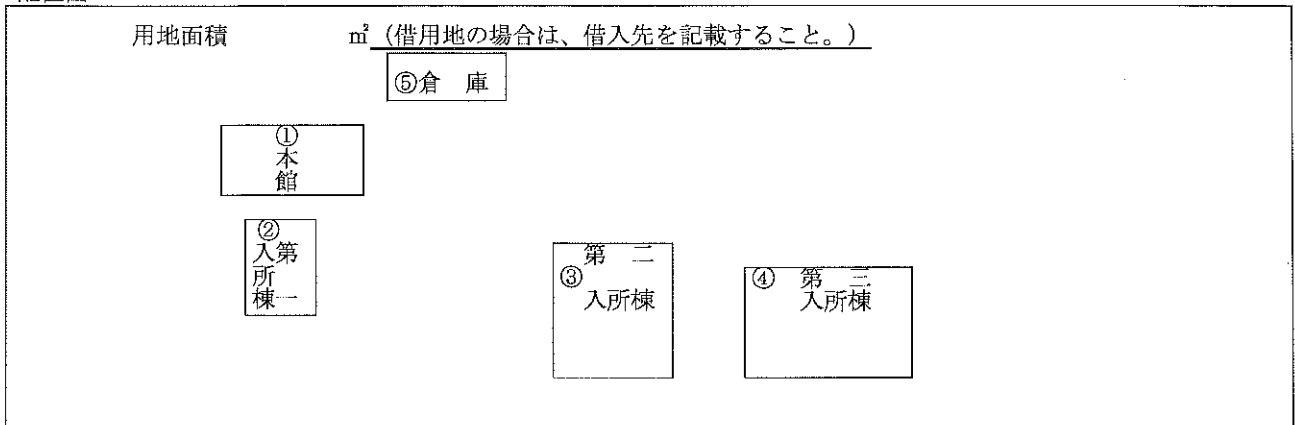 用地面積 ㎡(借用地の場合は、借入先を記載すること。)
⑤倉 庫
①
本
館
②
第一
入所棟
第 二
③
入所棟
④ 第 三
入所棟